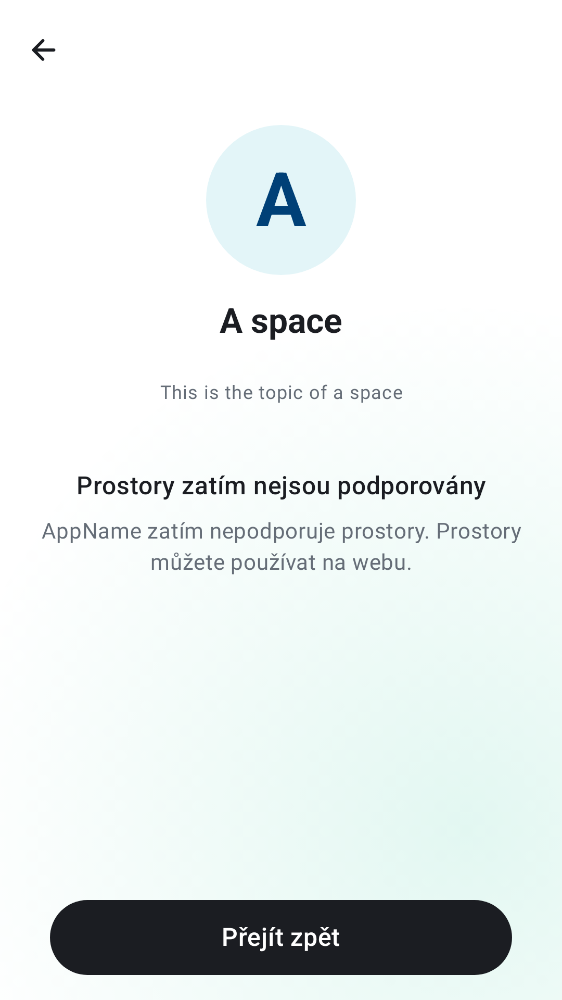 A
A space
This is the topic of a space
Prostory zatím nejsou podporovány
AppName zatím nepodporuje prostory. Prostory
můžete používat na webu.
Přejít zpět